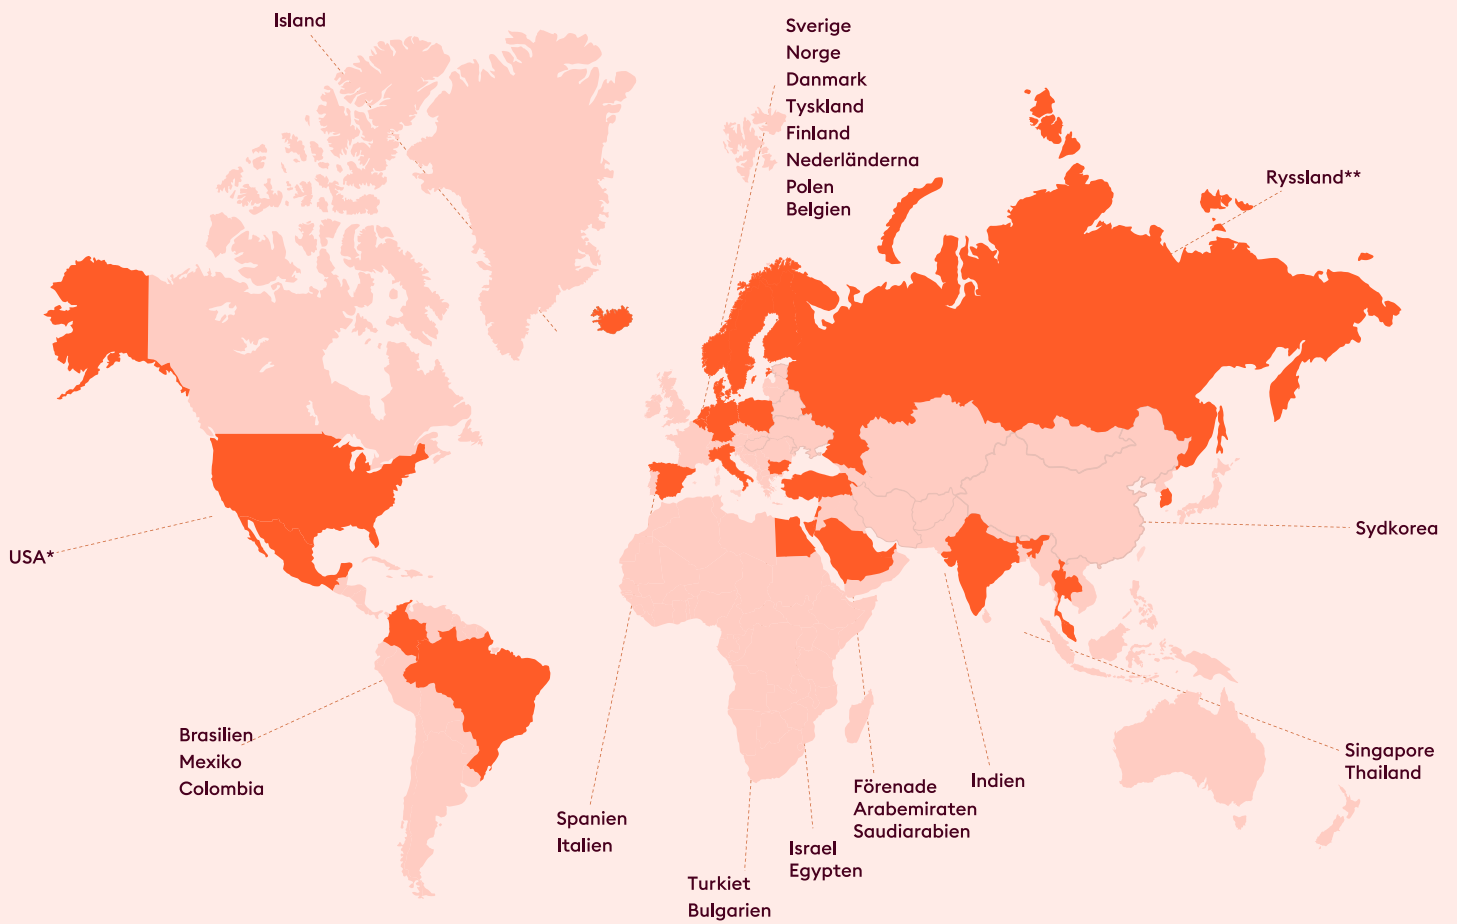 Island
Sverige
Norge
Danmark
Tyskland
Finland
Nederländerna
Polen
Belgien
Ryssland**
USA*
Sydkorea
Brasilien
Mexiko
Colombia
Spanien
Italien
Turkiet
Bulgarien
Israel
Egypten
Förenade
Arabemiraten
Saudiarabien
Indien
Singapore
Thailand